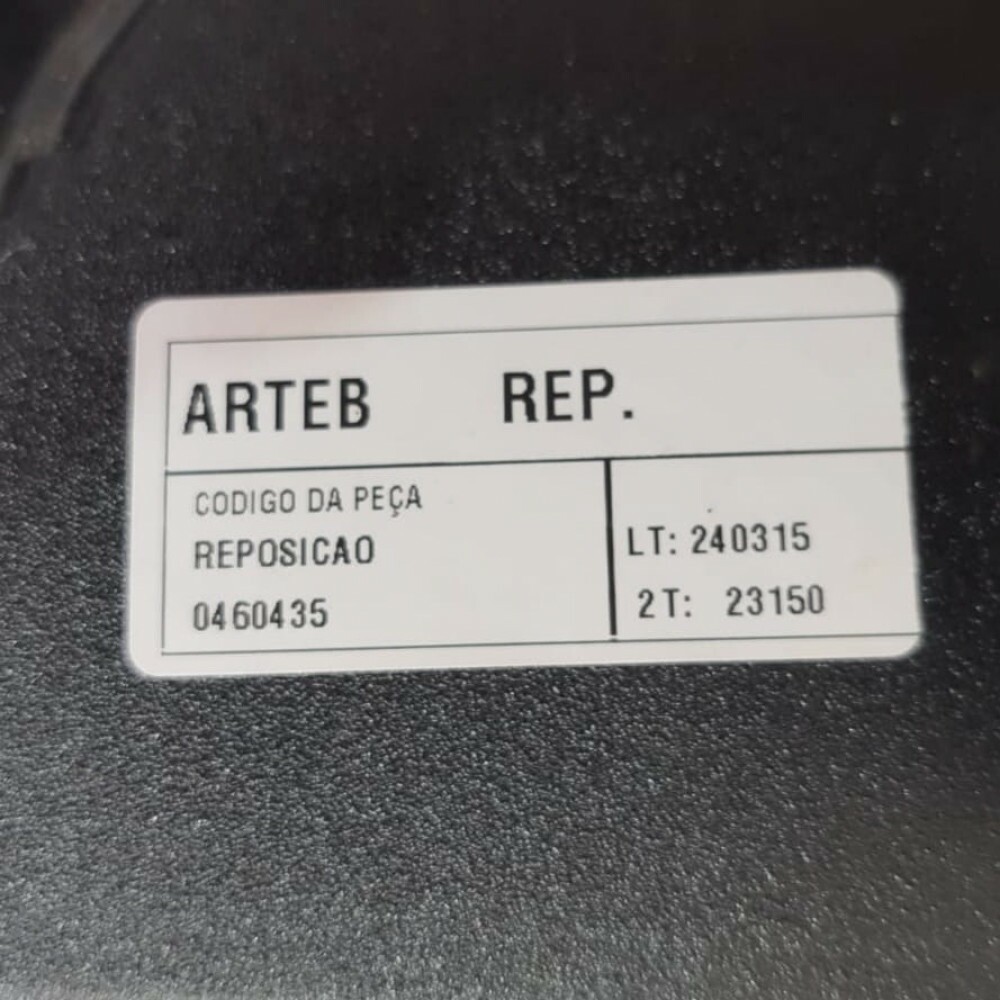 ARTEB REP.
CODIGO DA PEÇA
REPOSICAO
0460435
LT: 240315
2T: 23150